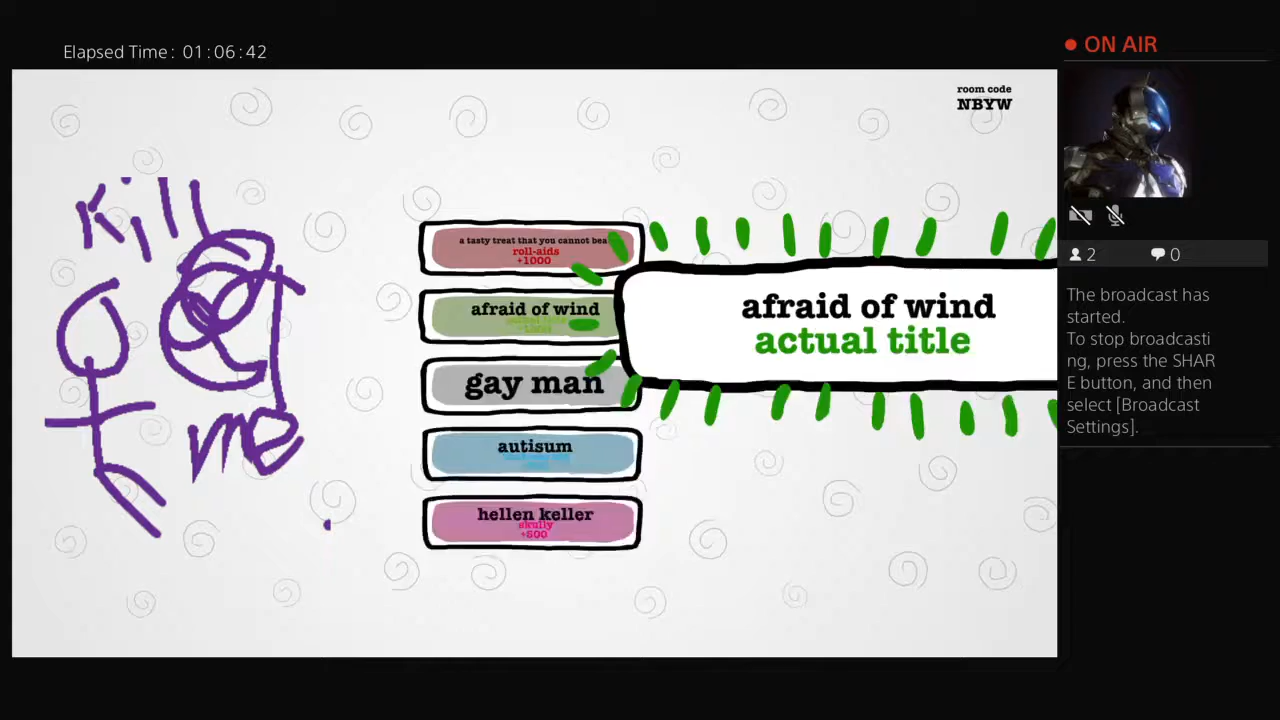 Elapsed Time: 01:06:42
ON AIR
room code
NBYW
Kill
me
a tasty treat that you cannot bea
roll-aids
+1000
afraid of wind
gay man
autisum
hellen keller
skully
+500
afraid of wind
actual title
2
0
The broadcast has
started.
To stop broadcasti
ng, press the SHAR
E button, and then
select [Broadcast
Settings].